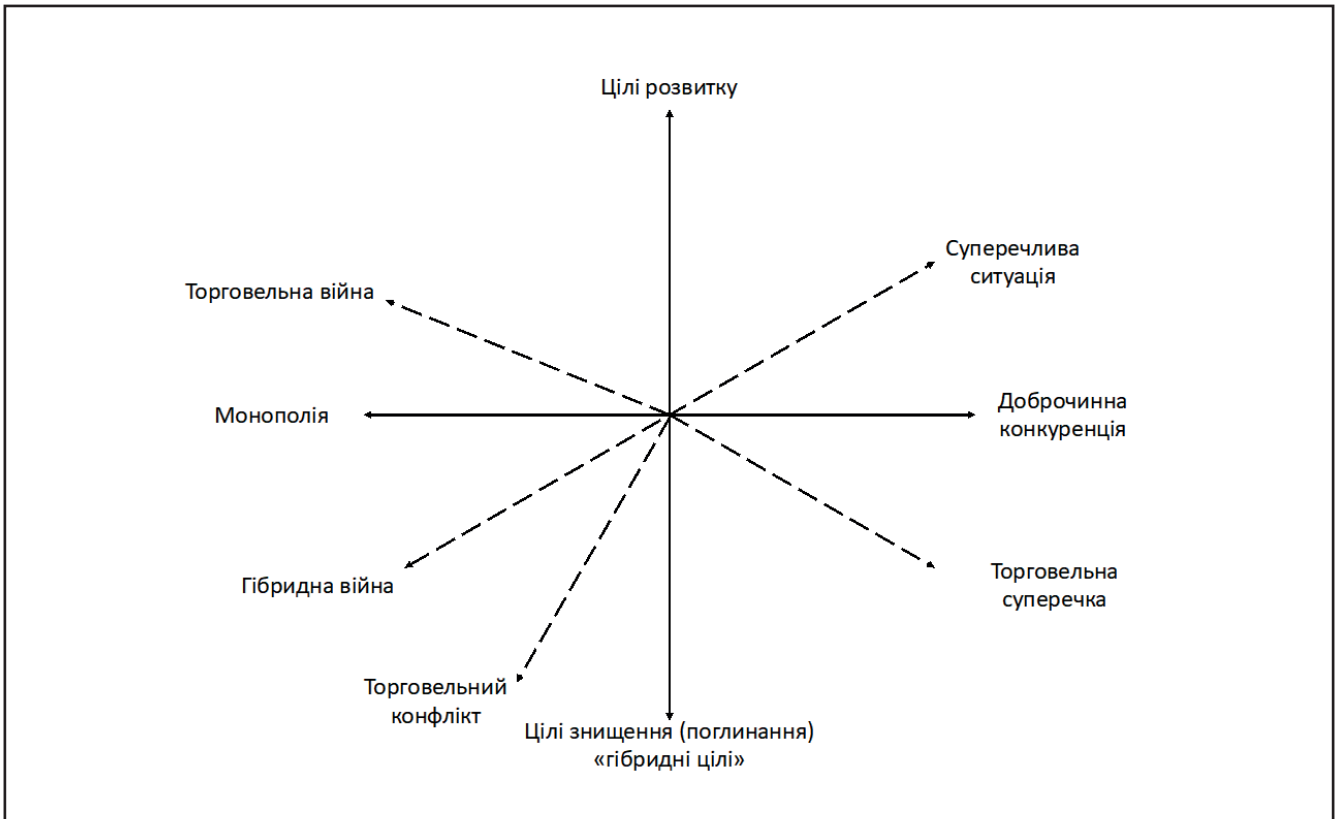 Цілі розвитку
Суперечлива
ситуація
Торговельна війна
Монополія
Доброчинна
конкуренція
Гібридна війна
Торговельна
суперечка
Торговельний
конфлікт
Цілі знищення (поглинання)
«гібридні цілі»